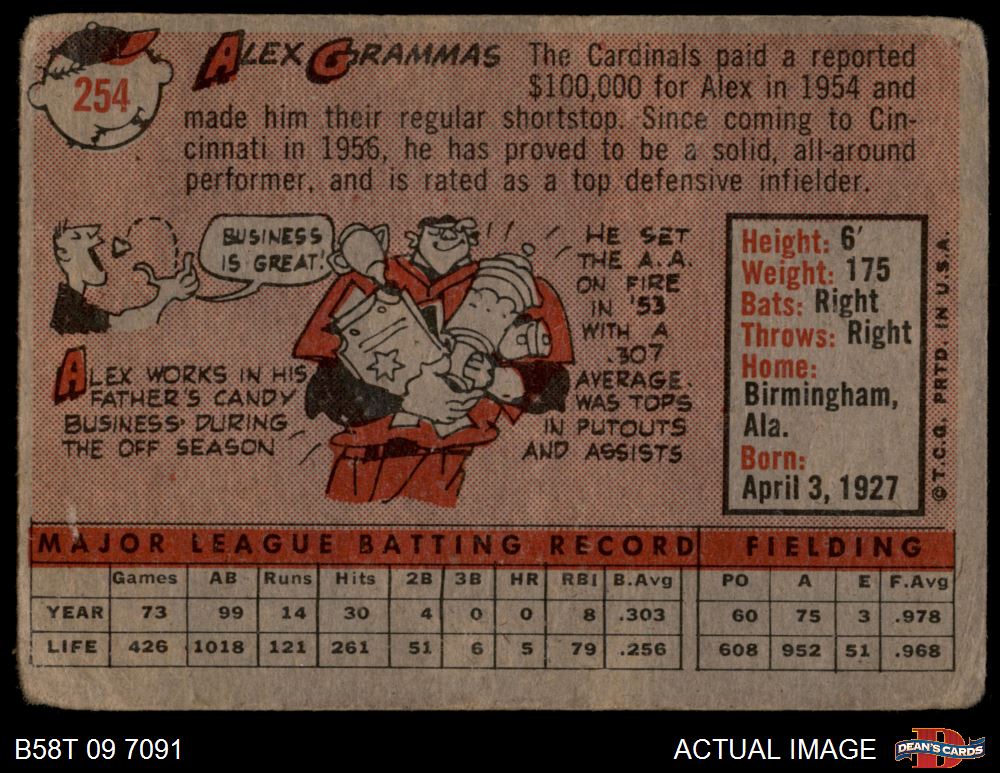 254
ALEX GRAMMAS The Cardinals paid a reported
$100,000 for Alex in 1954 and
made him their regular shortstop. Since coming to Cin-
cinnati in 1956, he has proved to be a solid, all-around
performer, and is rated as a top defensive infielder.
BUSINESS
IS GREAT!
ALEX WORKS IN HIS
FATHER'S CANDY
BUSINESS DURING
THE OFF SEASON
HE SET
THE A.A.
ON FIRE
IN '53
WITH A
.307
AVERAGE.
WAS TOPS
IN PUTOUTS
AND ASSISTS
Height: 6'
Weight: 175
Bats: Right
Throws: Right
Home:
Birmingham,
Ala.
Born:
April 3, 1927
© T.C.G. PRTD. IN U.S.A.
MAJOR LEAGUE BATTING RECORD FIELDING
Games AB Runs Hits 2B 3B HR RBI B.Avg PO A E F.Avg
YEAR 73 99 14 30 4 0 0 8 .303 60 75 3 .978
LIFE 426 1018 121 261 51 6 5 79 .256 608 952 51 .968
B58T 09 7091
ACTUAL IMAGE
D
DEAN'S CARDS